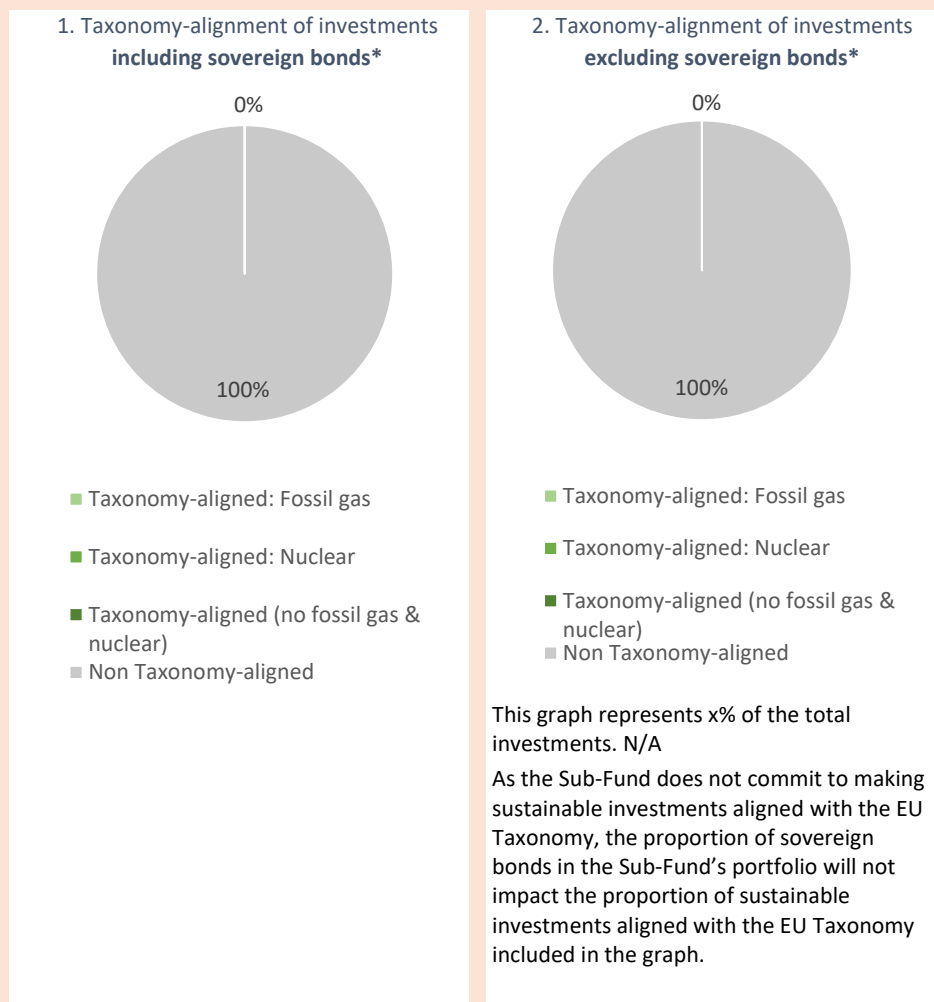 1. Taxonomy-alignment of investments
including sovereign bonds*
0%
100%
Taxonomy-aligned: Fossil gas
Taxonomy-aligned: Nuclear
Taxonomy-aligned (no fossil gas &
nuclear)
Non Taxonomy-aligned
2. Taxonomy-alignment of investments
excluding sovereign bonds*
0%
100%
Taxonomy-aligned: Fossil gas
Taxonomy-aligned: Nuclear
Taxonomy-aligned (no fossil gas &
nuclear)
Non Taxonomy-aligned
This graph represents x% of the total
investments. N/A
As the Sub-Fund does not commit to making
sustainable investments aligned with the EU
Taxonomy, the proportion of sovereign
bonds in the Sub-Fund’s portfolio will not
impact the proportion of sustainable
investments aligned with the EU Taxonomy
included in the graph.